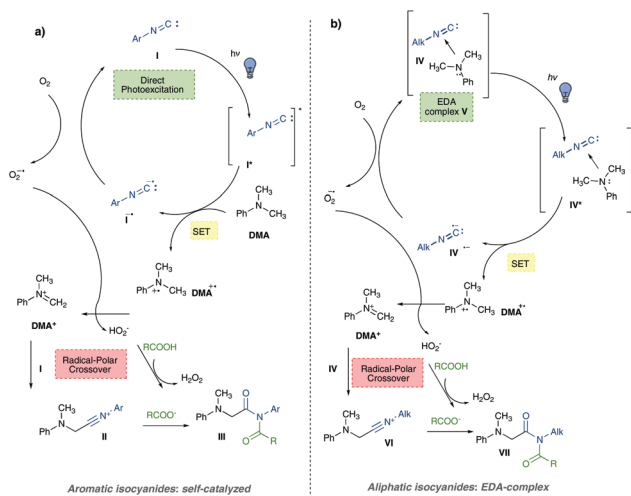 a)
Ar
N
C:
I
hν
Direct
Photoexcitation
O2
Ar
N
C:
*
I*
O2−•
Ar
N
C:
−•
I−•
CH3
N
Ph
CH3
DMA
SET
CH3
N
Ph
+•
CH3
DMA+•
CH3
N+
Ph
CH2
DMA+
HO2-
I
Radical-Polar
Crossover
RCOOH
H2O2
CH3
N
Ph
N+
Ar
II
RCOO-
CH3
O
N
Ph
N
Ar
O
R
III
Aromatic isocyanides: self-catalyzed
b)
Alk
N
C:
IV
H3C
CH3
N
Ph
hν
EDA
complex V
O2
*
Alk
N
C:
CH3
N:
Ph
CH3
IV*
O2−•
Alk
N
C:
•−
IV •−
SET
CH3
N
Ph
+•
CH3
DMA+•
CH3
N+
Ph
CH2
DMA+
HO2-
IV
Radical-Polar
Crossover
RCOOH
H2O2
CH3
N
Ph
N+
Alk
VI
RCOO-
CH3
O
N
Ph
N
Alk
O
R
VII
Aliphatic isocyanides: EDA-complex